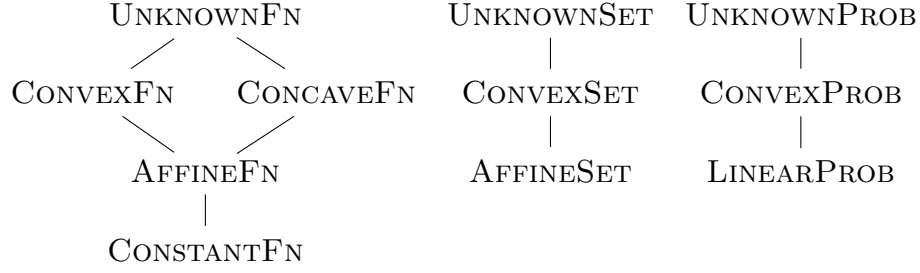 UNKNOWNFN UNKNOWNSET UNKNOWNPROB
CONVEXFN CONCAVEFN CONVEXSET CONVEXPROB
AFFINEFN AFFINESET LINEARPROB
CONSTANTFN